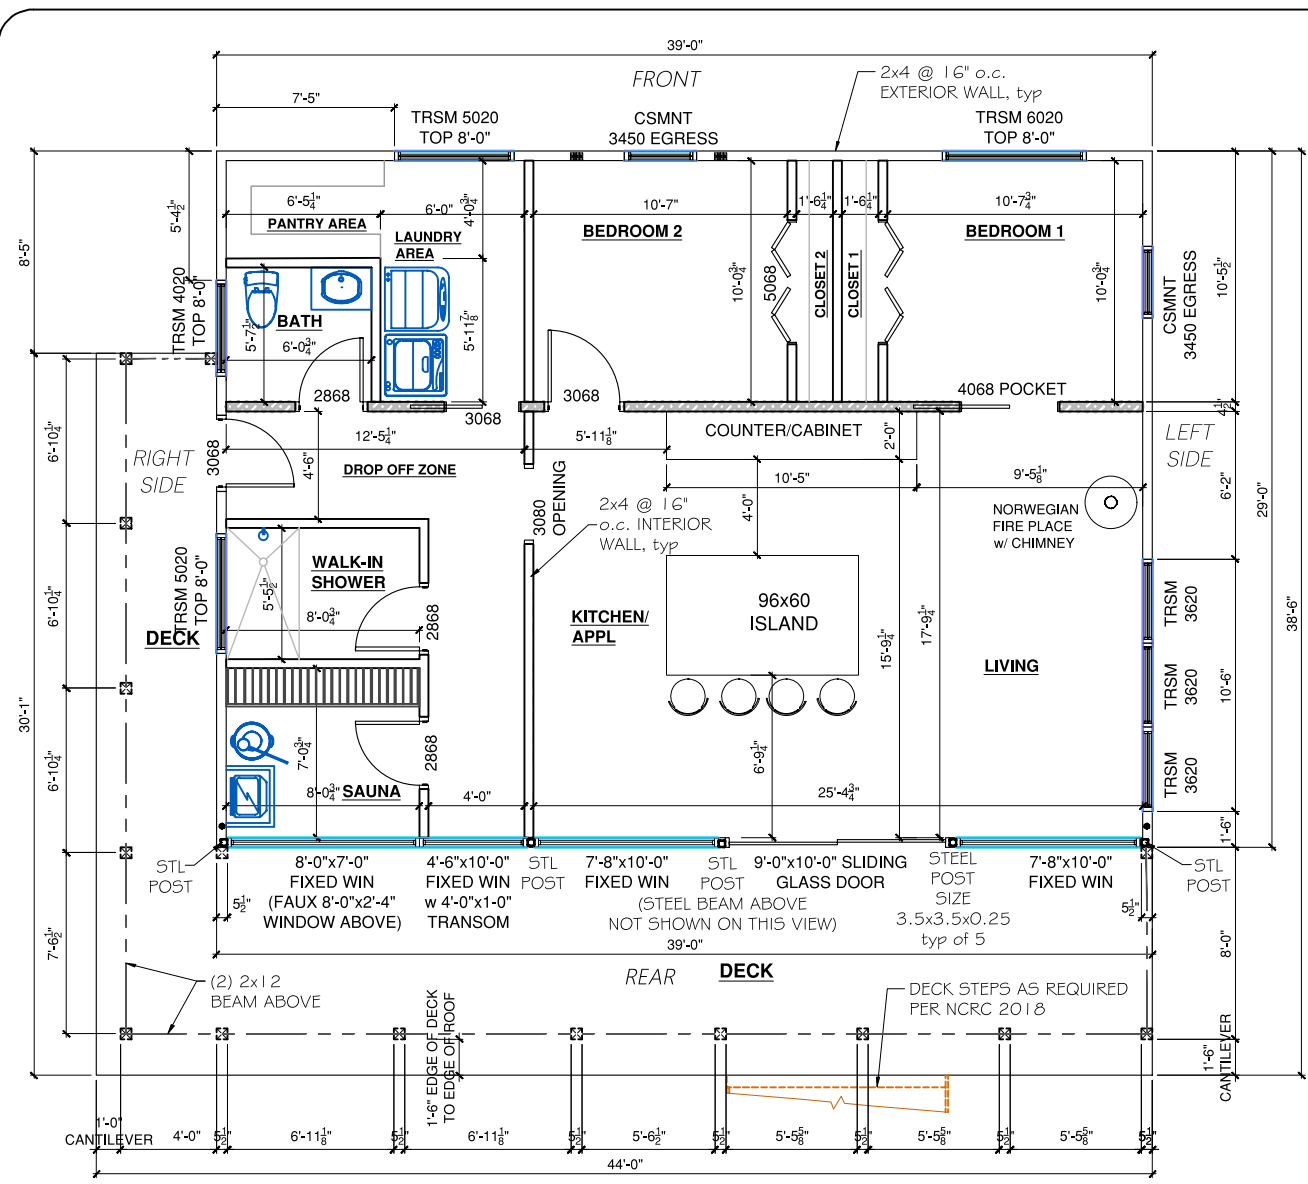 39'-0"
FRONT
2x4 @ 16" o.c.
EXTERIOR WALL, typ
7'-5"
TRSM 5020
TOP 8'-0"
CSMNT
3450 EGRESS
TRSM 6020
TOP 8'-0"
6'-5¼"
6'-0"
4'-0¾"
10'-7"
1'-6¼"
1'-6¼"
10'-7¾"
PANTRY AREA
LAUNDRY
AREA
BEDROOM 2
BEDROOM 1
5'-4½"
8'-5"
TRSM 4020
TOP 8'-0"
BATH
5'-7½"
6'-0¾"
5'-11⅞"
10'-0¾"
5068
CLOSET 2
CLOSET 1
10'-0¾"
CSMNT
3450 EGRESS
10'-5½"
2868
3068
3068
4068 POCKET
4½"
COUNTER/CABINET
2'-0"
12'-5¼"
5'-11⅛"
RIGHT
SIDE
3068
4'-6"
DROP OFF ZONE
3080
OPENING
10'-5"
9'-5⅛"
LEFT
SIDE
6'-2"
29'-0"
38'-6"
6'-10¼"
2x4 @ 16"
o.c. INTERIOR
WALL, typ
4'-0"
NORWEGIAN
FIRE PLACE
w/ CHIMNEY
TRSM 5020
TOP 8'-0"
WALK-IN
SHOWER
5'-5½"
8'-0¾"
2868
6'-10¼"
DECK
KITCHEN/
APPL
96x60
ISLAND
15'-9¼"
17'-9¼"
LIVING
TRSM
3620
TRSM
3620
TRSM
3620
10'-6"
30'-1"
6'-10¼"
7'-0¾"
2868
6'-9¼"
8'-0¾"
SAUNA
4'-0"
25'-4¾"
1'-6"
STL
POST
8'-0"x7'-0"
FIXED WIN
(FAUX 8'-0"x2'-4"
WINDOW ABOVE)
4'-6"x10'-0"
FIXED WIN
w 4'-0"x1-0"
TRANSOM
STL
POST
7'-8"x10-0"
FIXED WIN
STL
POST
(STEEL BEAM ABOVE
NOT SHOWN ON THIS VIEW)
9'-0"x10'-0" SLIDING
GLASS DOOR
STEEL
POST
SIZE
3.5x3.5x0.25
typ of 5
7'-8"x10'-0"
FIXED WIN
STL
POST
5½"
5½"
7'-6½"
39'-0"
8'-0"
REAR
DECK
(2) 2x12
BEAM ABOVE
DECK STEPS AS REQUIRED
PER NCRC 2018
1'-6" EDGE OF DECK
TO EDGE OF ROOF
1'-6"
CANTILEVER
1'-0"
CANTILEVER
4'-0"
5½"
6'-11⅛"
5½"
6'-11⅛"
5½"
5'-6½"
5½"
5'-5⅝"
5½"
5'-5⅝"
5½"
5'-5⅝"
5½"
44'-0"